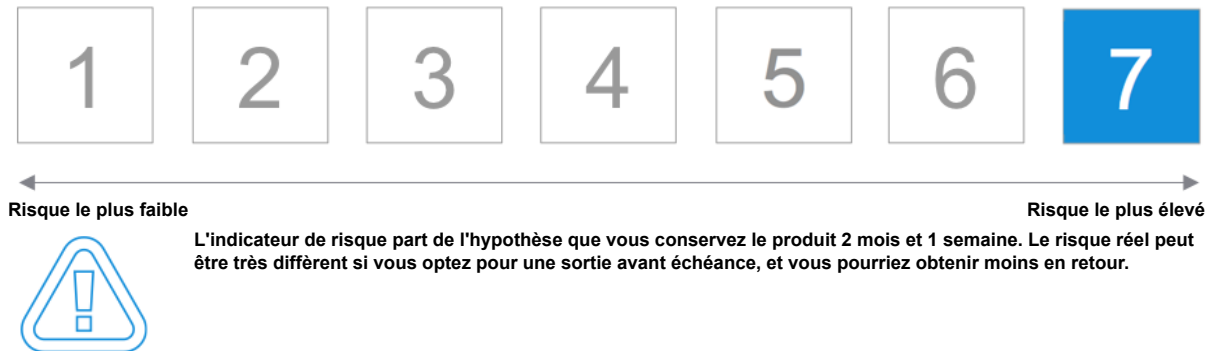 1 2 3 4 5 6 7
Risque le plus faible Risque le plus élevé
L'indicateur de risque part de l'hypothèse que vous conservez le produit 2 mois et 1 semaine. Le risque réel peut
être très diffèrent si vous optez pour une sortie avant échéance, et vous pourriez obtenir moins en retour.